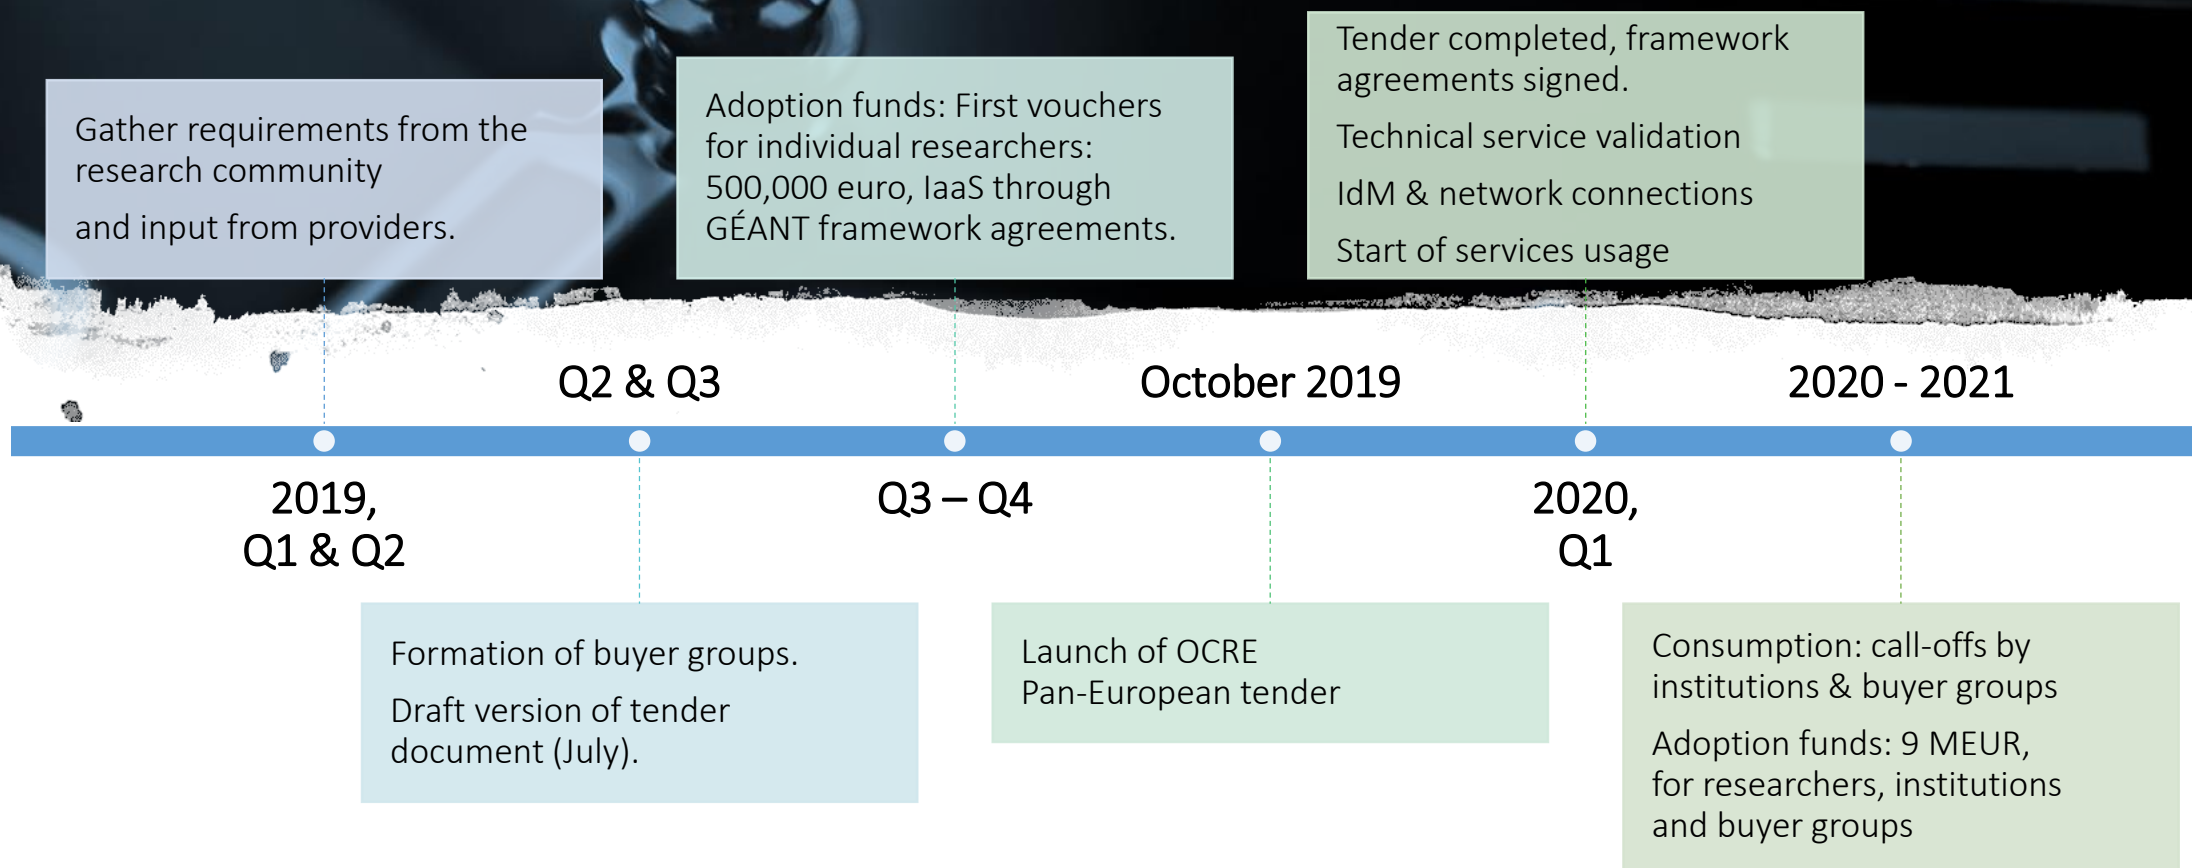 Gather requirements from the
research community
and input from providers.
Adoption funds: First vouchers
for individual researchers:
500,000 euro, IaaS through
GÉANT framework agreements.
Tender completed, framework
agreements signed.
Technical service validation
IdM & network connections
Start of services usage
Q2 & Q3
October 2019
2020 - 2021
2019,
Q1 & Q2
Q3 – Q4
2020,
Q1
Formation of buyer groups.
Draft version of tender
document (July).
Launch of OCRE
Pan-European tender
Consumption: call-offs by
institutions & buyer groups
Adoption funds: 9 MEUR,
for researchers, institutions
and buyer groups